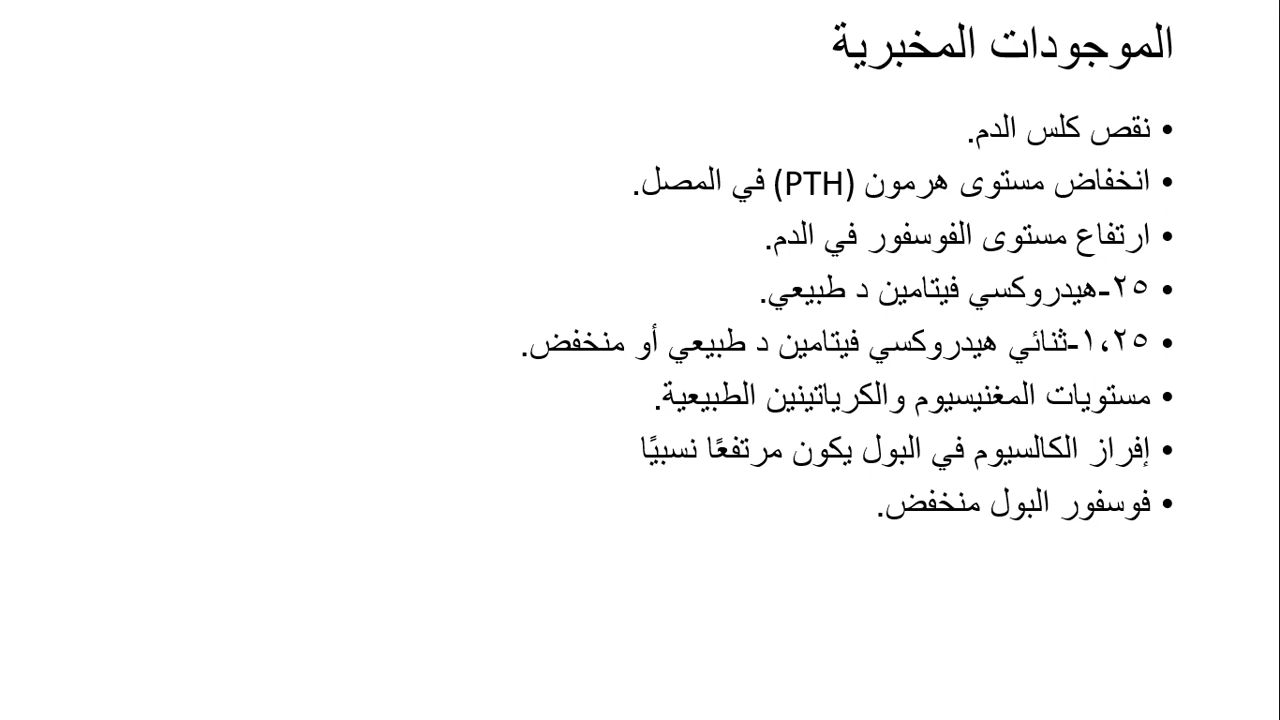 الموجودات المخبرية
• نقص كلس الدم.
• انخفاض مستوى هرمون (PTH) في المصل.
• ارتفاع مستوى الفوسفور في الدم.
• ٢٥-هيدروكسي فيتامين د طبيعي.
• ١،٢٥-ثنائي هيدروكسي فيتامين د طبيعي أو منخفض.
• مستويات المغنيسيوم والكرياتينين الطبيعية.
• إفراز الكالسيوم في البول يكون مرتفعًا نسبيًا
• فوسفور البول منخفض.